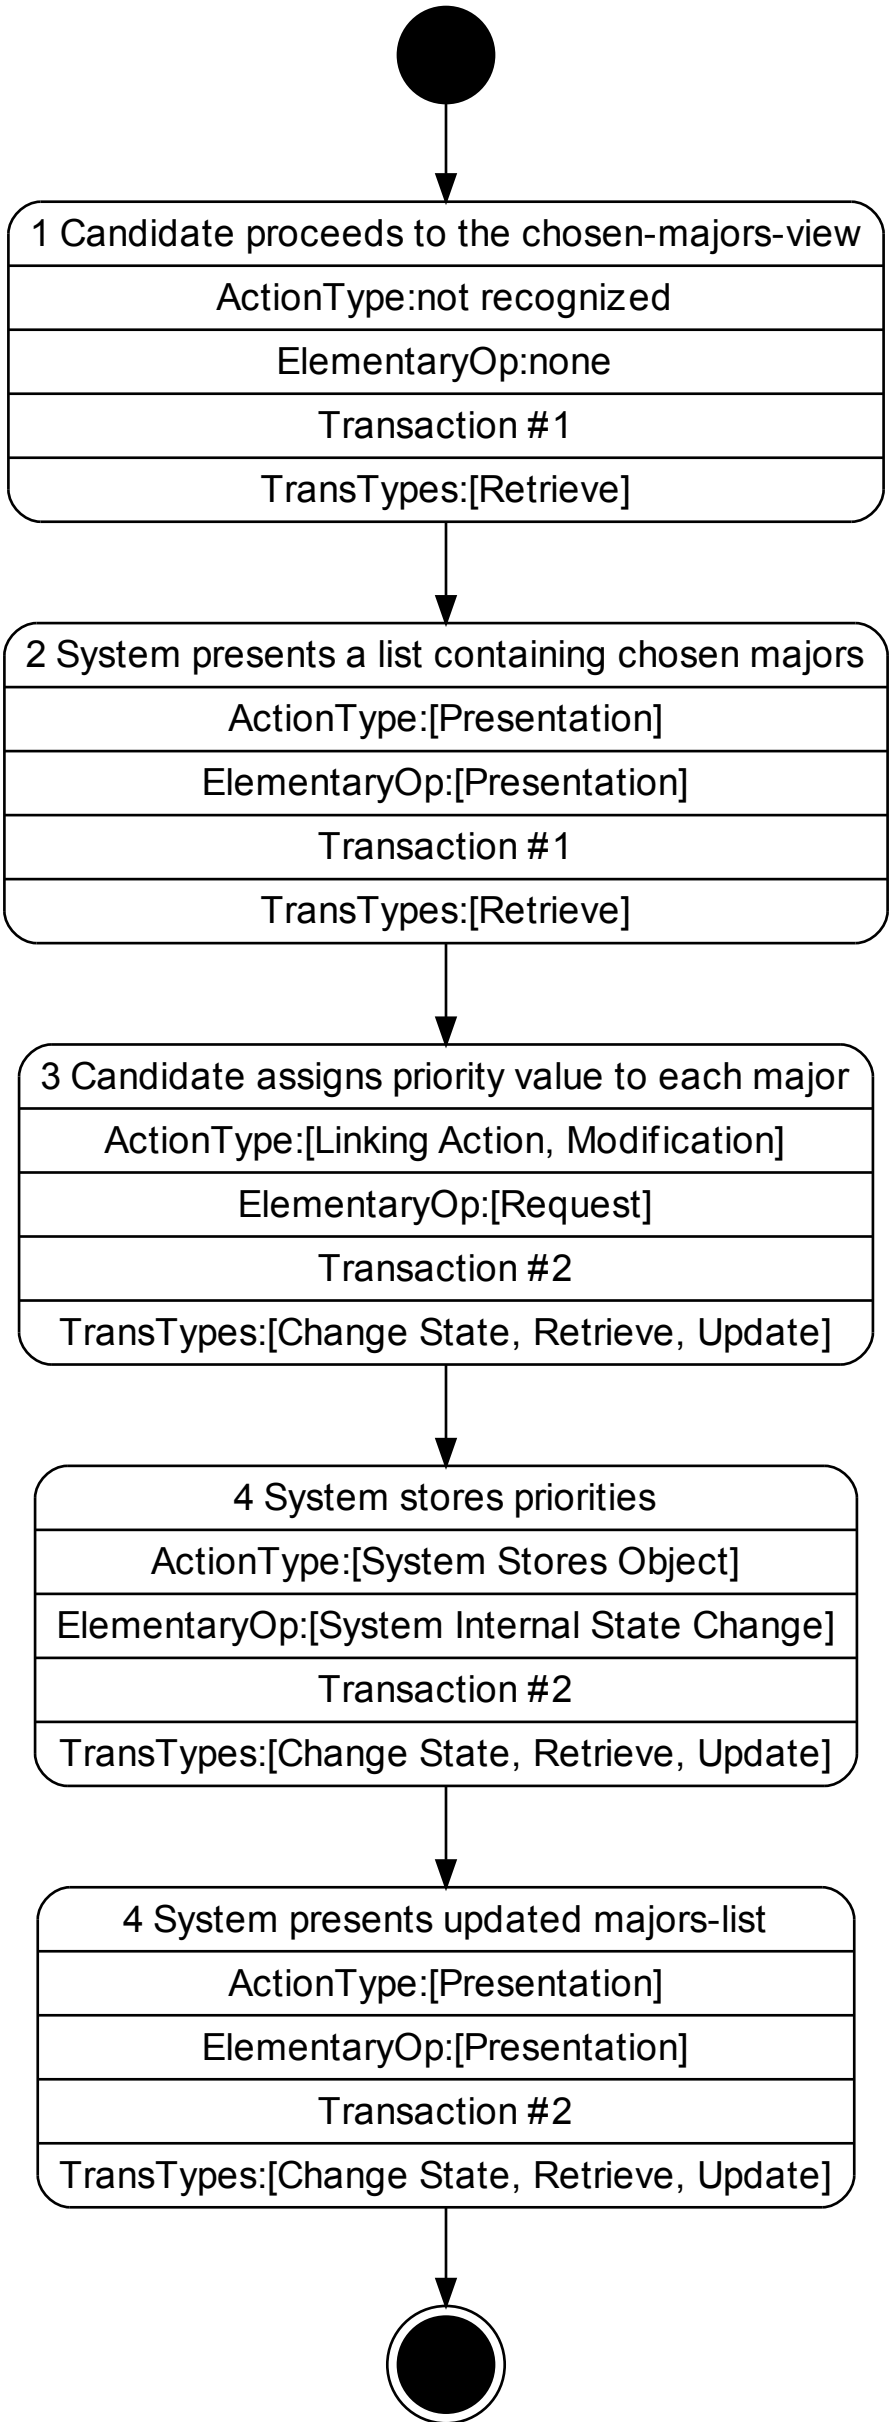 1 Candidate proceeds to the chosen-majors-view
ActionType:not recognized
ElementaryOp:none
Transaction #1
TransTypes:[Retrieve]
2 System presents a list containing chosen majors
ActionType:[Presentation]
ElementaryOp:[Presentation]
Transaction #1
TransTypes:[Retrieve]
3 Candidate assigns priority value to each major
ActionType:[Linking Action, Modification]
ElementaryOp:[Request]
Transaction #2
TransTypes:[Change State, Retrieve, Update]
4 System stores priorities
ActionType:[System Stores Object]
ElementaryOp:[System Internal State Change]
Transaction #2
TransTypes:[Change State, Retrieve, Update]
4 System presents updated majors-list
ActionType:[Presentation]
ElementaryOp:[Presentation]
Transaction #2
TransTypes:[Change State, Retrieve, Update]